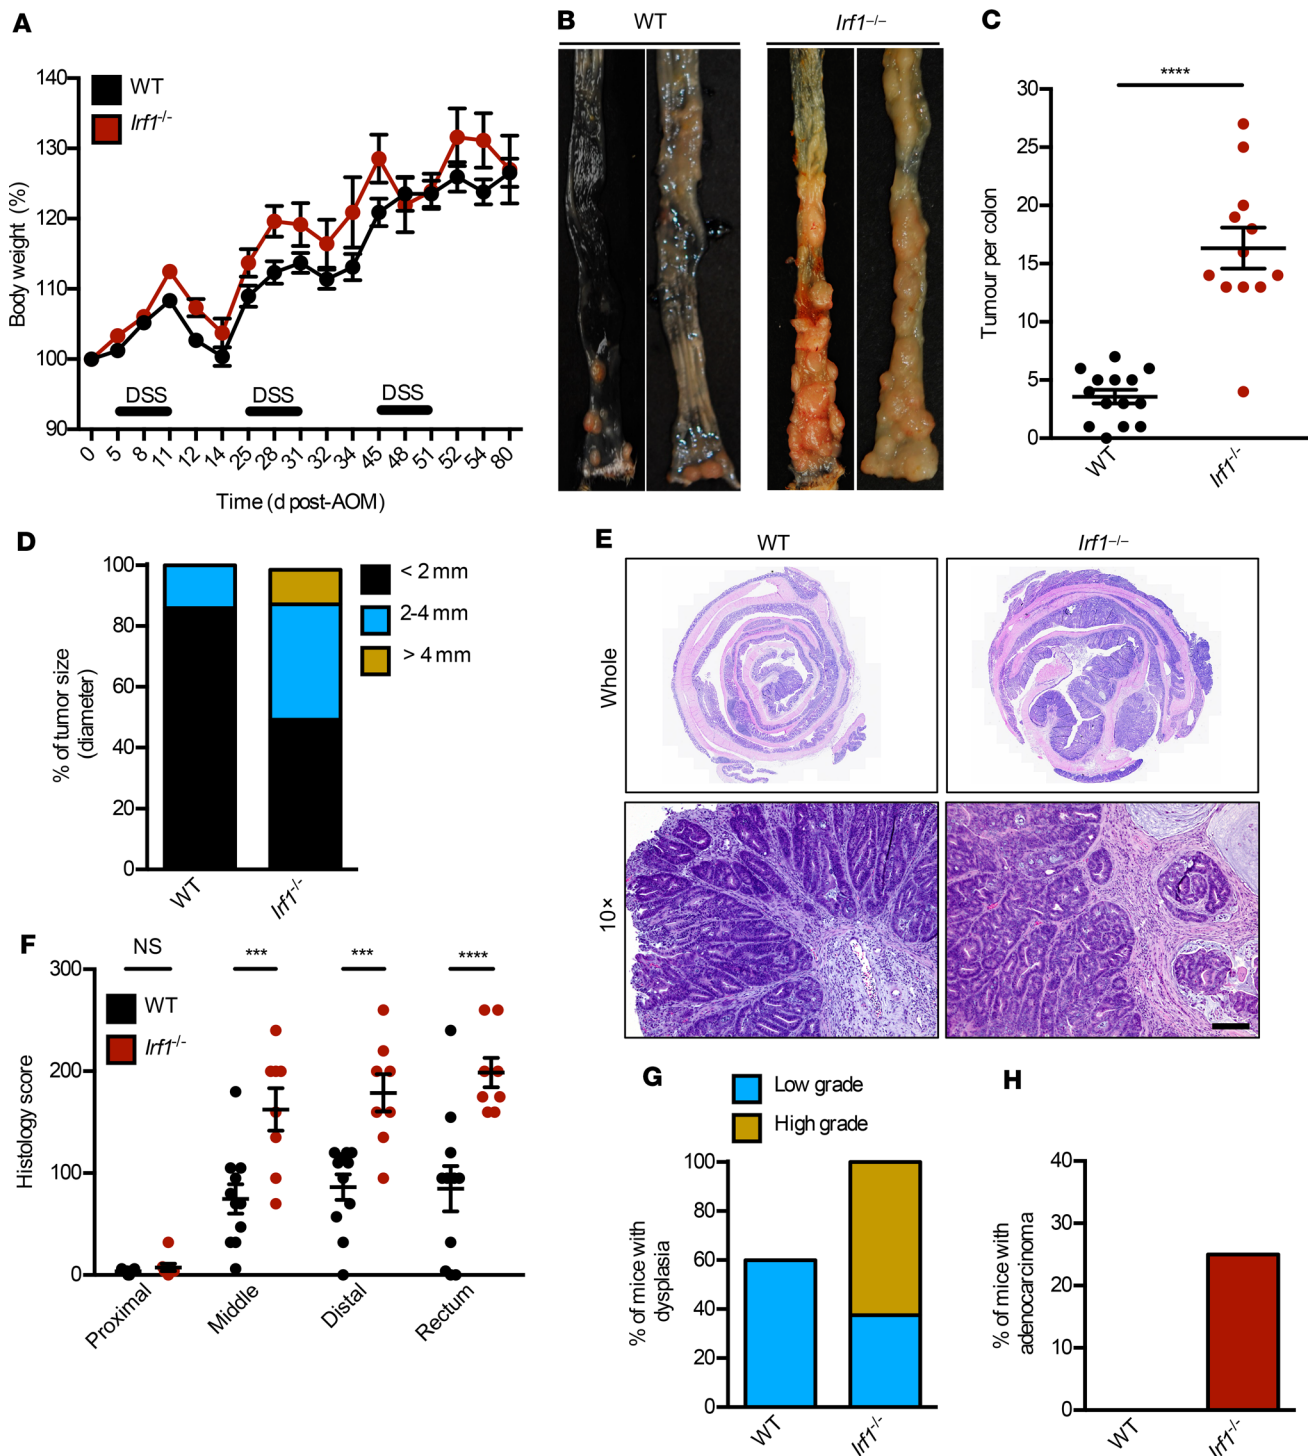 A
140
130
120
110
100
90
Body weight (%)
WT
Irf1-/-
DSS
DSS
DSS
0 5 8 11 12 14 25 28 31 32 34 45 48 51 52 54 80
Time (d post-AOM)
B
WT
Irf1–/–
C
****
30
25
20
15
10
5
0
Tumour per colon
WT
Irf1-/-
D
100
80
60
40
20
0
% of tumor size
(diameter)
< 2 mm
2-4 mm
> 4 mm
WT
Irf1-/-
E
WT
Irf1–/–
Whole
10×
F
NS
***
***
****
300
200
100
0
Histology score
WT
Irf1-/-
Proximal
Middle
Distal
Rectum
G
Low grade
High grade
100
80
60
40
20
0
% of mice with
dysplasia
WT
Irf1-/-
H
40
30
20
10
0
% of mice with
adenocarcinoma
WT
Irf1-/-